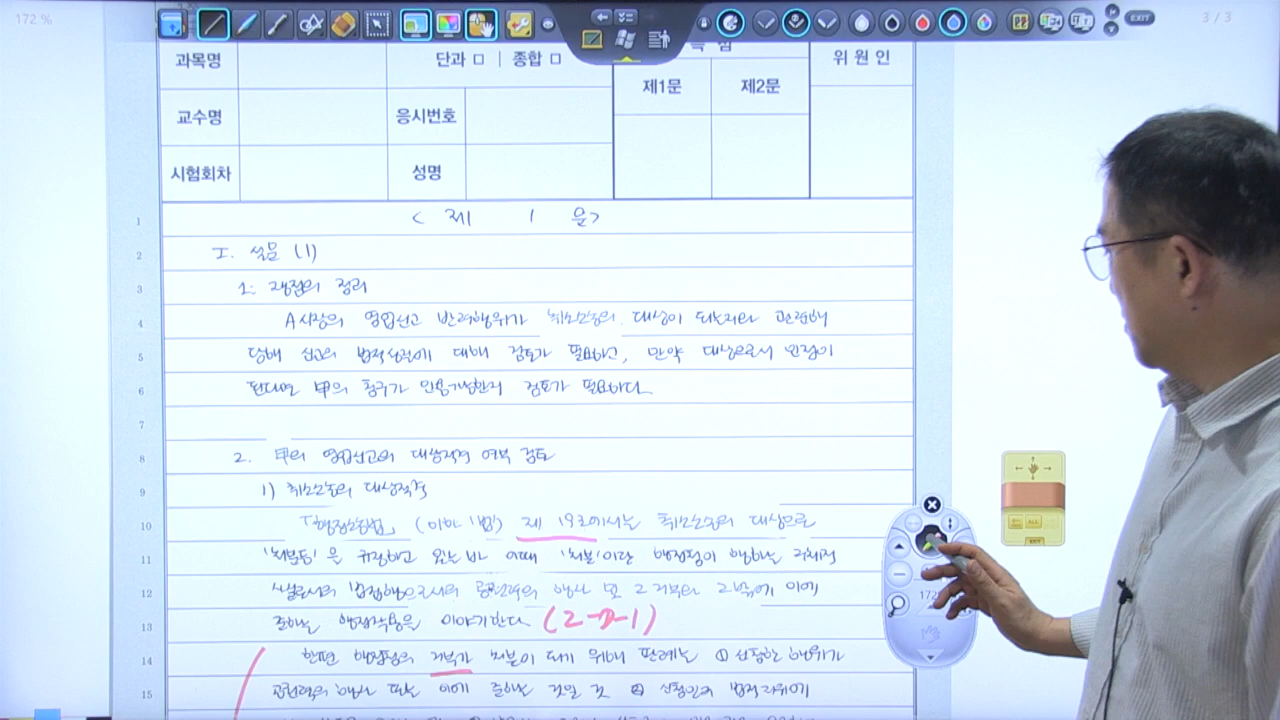 172 %
EXIT
3 / 3
과목명
단과 □ | 종합 □
위 원 인
제1문
제2문
교수명
응시번호
시험회차
성명
1
< 제 1 문>
2
I. 설문 (1)
3
1. 쟁점의 정리
4
A시장의 영업신고 반려행위가 취소소송의 대상이 되는지와 관련해
5
당해 신고의 법적성격에 대해 검토가 필요하고, 만약 대상으로서 인정이
6
된다면 甲의 청구가 인용가능한지 검토가 필요하다.
7
8
2. 甲의 영업신고의 대상적격 여부 검토
9
1) 취소소송의 대상적격
10
「행정소송법」 (이하 '법') 제 19조에서는 취소소송의 대상으로
11
'처분등' 을 규정하고 있는 바 이때 '처분'이란 행정청이 행하는 구체적
12
사실로서의 법집행으로서의 공권력의 행사 또 그 거부와 그밖에 이에
13
준하는 행정작용을 이야기한다. (2-1)
14
한편 행정청의 거부가 처분이 되기 위해 판례는 ① 신청한 행위가
15
공권력의 행사 또는 이에 준하는 것일 것 ② 신청인의 법적지위에
ALL
EXIT
172